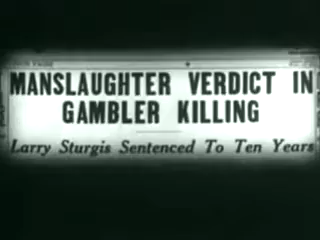 MANSLAUGHTER VERDICT IN
GAMBLER KILLING
Larry Sturgis Sentenced To Ten Years